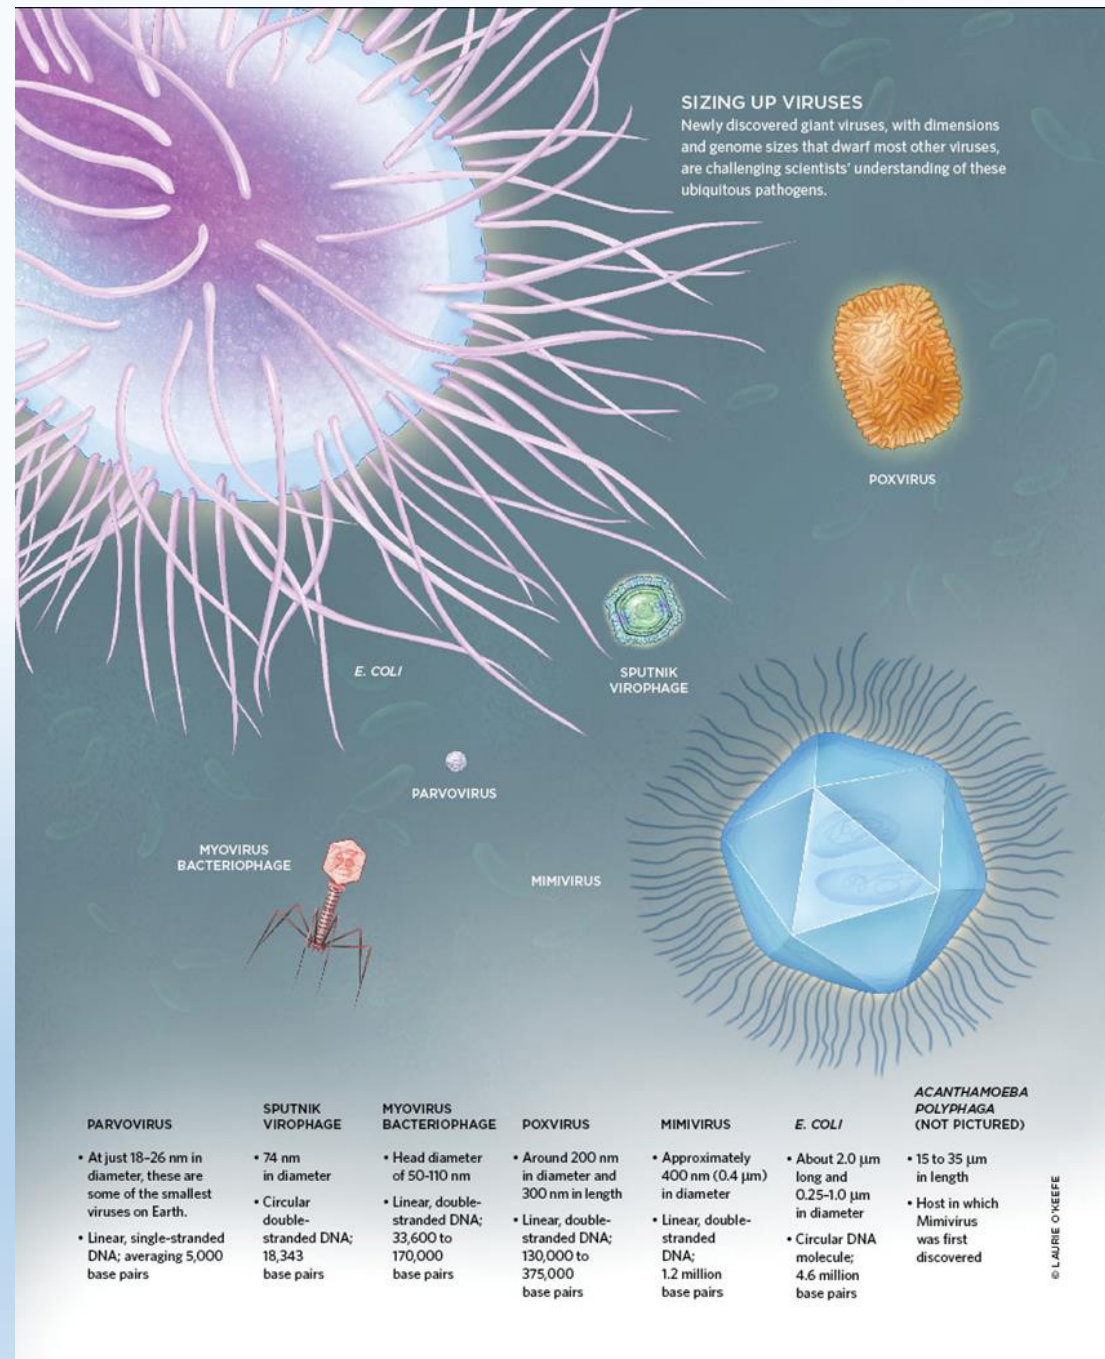 SIZING UP VIRUSES
Newly discovered giant viruses, with dimensions
and genome sizes that dwarf most other viruses,
are challenging scientists’ understanding of these
ubiquitous pathogens.
POXVIRUS
E. COLI
SPUTNIK
VIROPHAGE
PARVOVIRUS
MYOVIRUS
BACTERIOPHAGE
MIMIVIRUS
PARVOVIRUS
• At just 18–26 nm in
diameter, these are
some of the smallest
viruses on Earth.
• Linear, single-stranded
DNA; averaging 5,000
base pairs
SPUTNIK
VIROPHAGE
• 74 nm
in diameter
• Circular
double-
stranded DNA;
18,343
base pairs
MYOVIRUS
BACTERIOPHAGE
• Head diameter
of 50-110 nm
• Linear, double-
stranded DNA;
33,600 to
170,000
base pairs
POXVIRUS
• Around 200 nm
in diameter and
300 nm in length
• Linear, double-
stranded DNA;
130,000 to
375,000
base pairs
MIMIVIRUS
• Approximately
400 nm (0.4 µm)
in diameter
• Linear, double-
stranded
DNA;
1.2 million
base pairs
E. COLI
• About 2.0 µm
long and
0.25–1.0 µm
in diameter
• Circular DNA
molecule;
4.6 million
base pairs
ACANTHAMOEBA
POLYPHAGA
(NOT PICTURED)
• 15 to 35 µm
in length
• Host in which
Mimivirus
was first
discovered
© LAURIE O'KEEFE